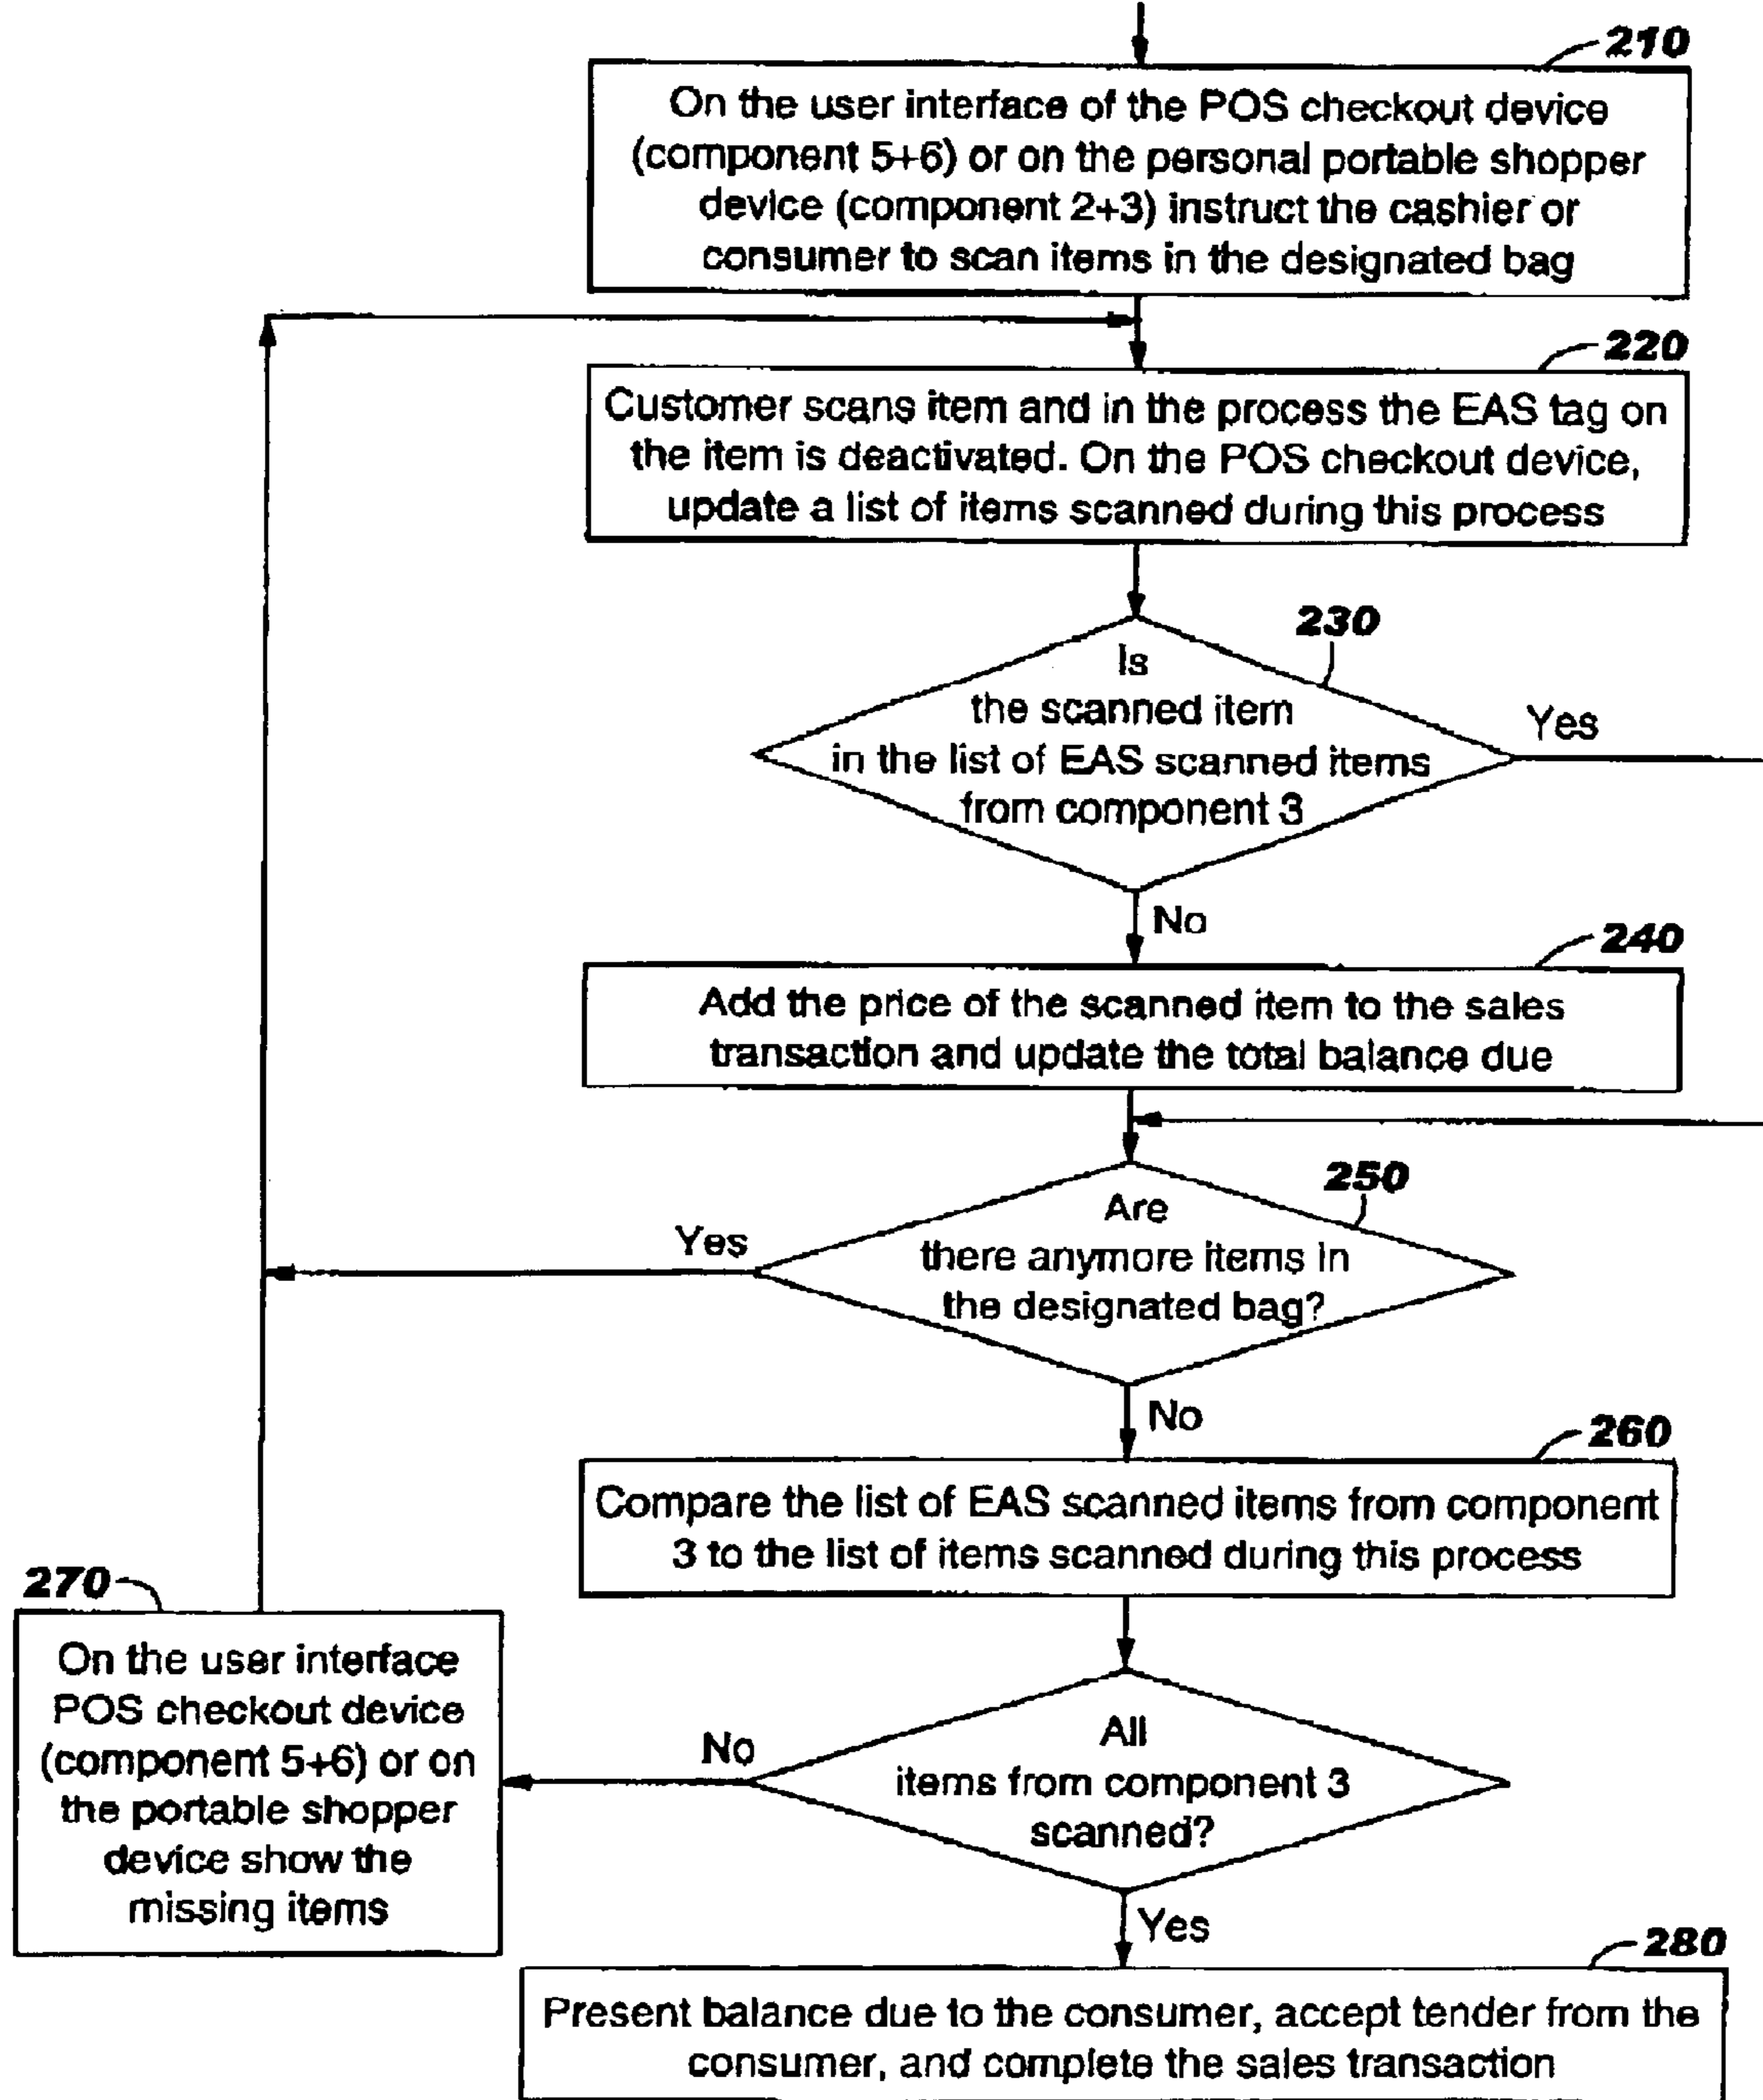 210
On the user interface of the POS checkout device
(component 5+6) or on the personal portable shopper
device (component 2+3) instruct the cashier or
consumer to scan items in the designated bag
220
Customer scans item and in the process the EAS tag on
the item is deactivated. On the POS checkout device,
update a list of items scanned during this process
230
Is
the scanned item
in the list of EAS scanned items
from component 3
Yes
No
240
Add the price of the scanned item to the sales
transaction and update the total balance due
250
Are
there anymore items in
the designated bag?
Yes
No
260
Compare the list of EAS scanned items from component
3 to the list of items scanned during this process
270
On the user interface
POS checkout device
(component 5+6) or on
the portable shopper
device show the
missing items
No
All
items from component 3
scanned?
Yes
280
Present balance due to the consumer, accept tender from the
consumer, and complete the sales transaction